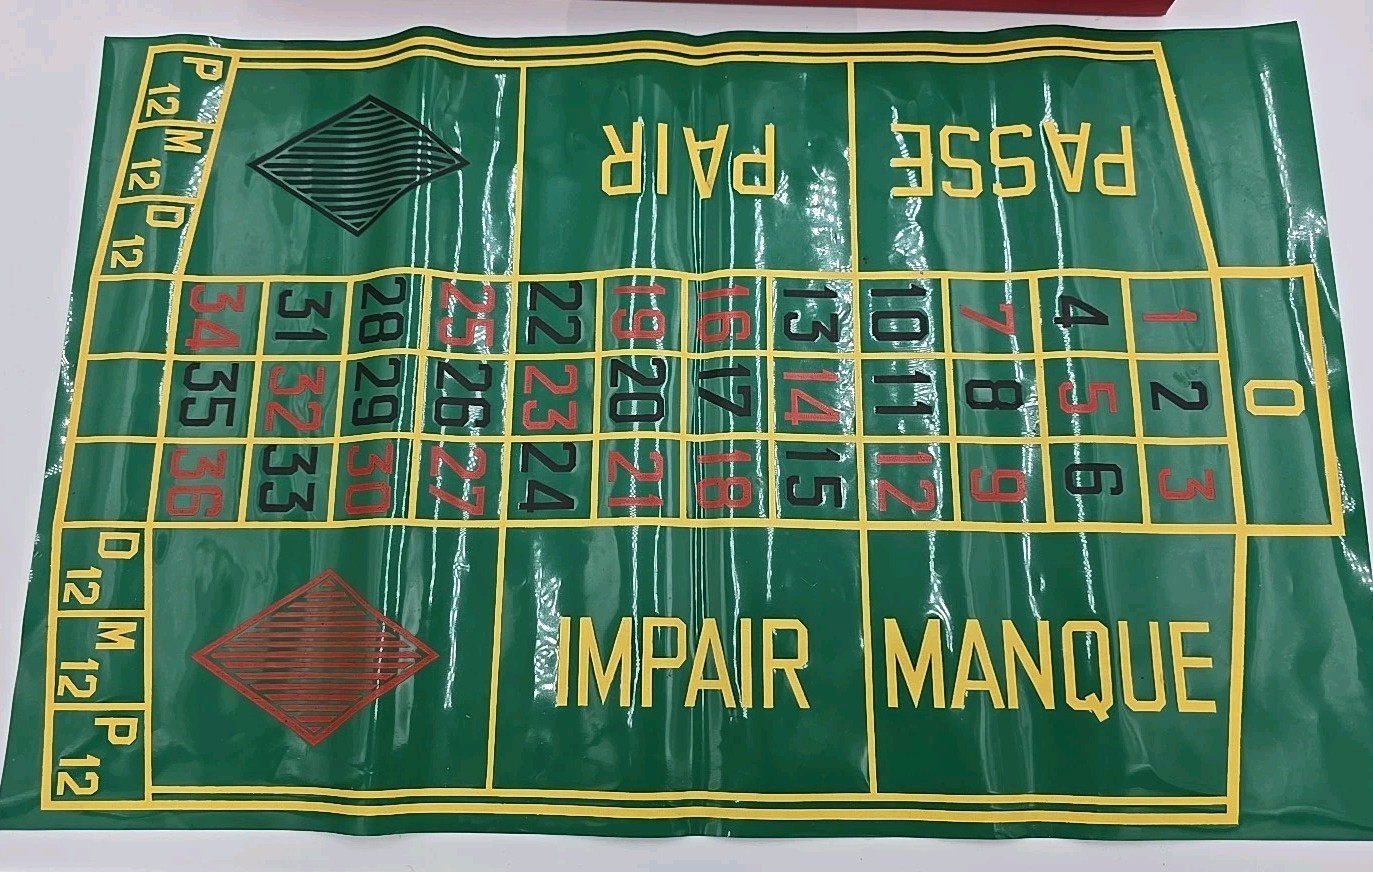 PASSE
PAIR
0
1 2 3
4 5 6
7 8 9
10 11 12
13 14 15
16 17 18
19 20 21
22 23 24
25 26 27
28 29 30
31 32 33
34 35 36
P 12
M 12
D 12
D 12
M 12
P 12
IMPAIR
MANQUE